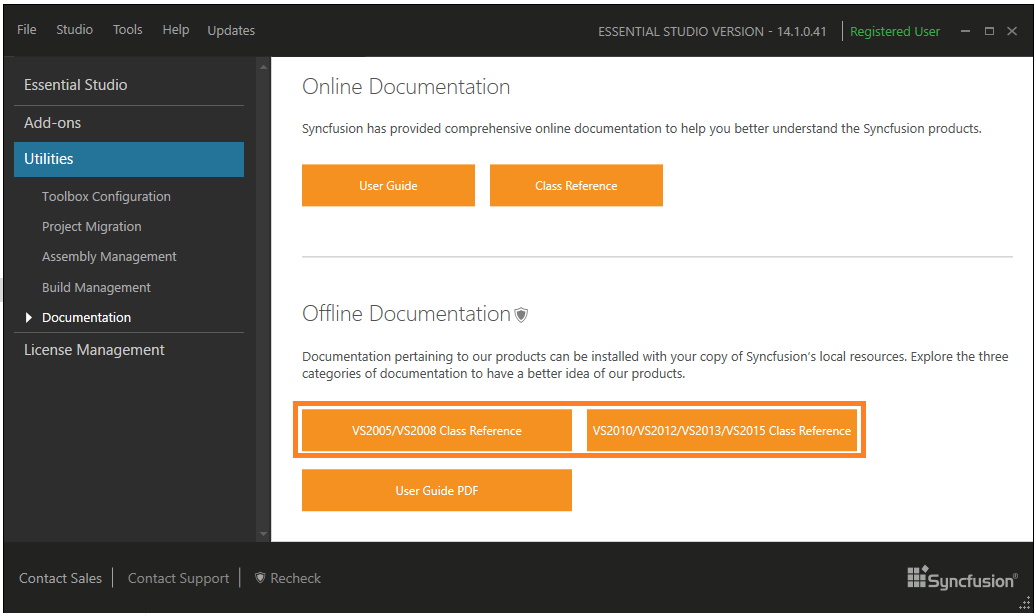 File Studio Tools Help Updates
ESSENTIAL STUDIO VERSION - 14.1.0.41 Registered User
Essential Studio
Add-ons
Utilities
Toolbox Configuration
Project Migration
Assembly Management
Build Management
Documentation
License Management
Online Documentation
Syncfusion has provided comprehensive online documentation to help you better understand the Syncfusion products.
User Guide
Class Reference
Offline Documentation
Documentation pertaining to our products can be installed with your copy of Syncfusion's local resources. Explore the three
categories of documentation to have a better idea of our products.
VS2005/VS2008 Class Reference
VS2010/VS2012/VS2013/VS2015 Class Reference
User Guide PDF
Contact Sales Contact Support Recheck
Syncfusion®